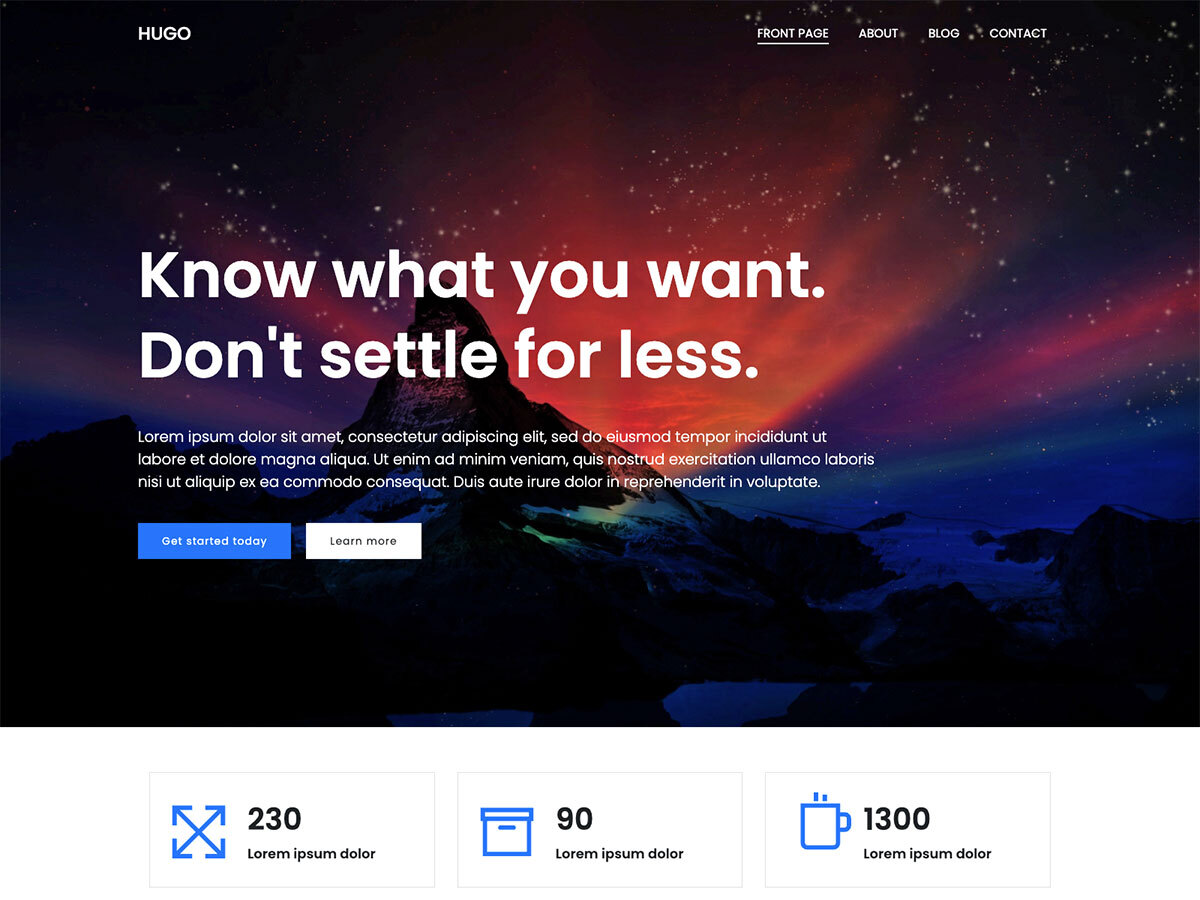 HUGO
FRONT PAGE
ABOUT
BLOG
CONTACT
Know what you want.
Don't settle for less.
Lorem ipsum dolor sit amet, consectetur adipiscing elit, sed do eiusmod tempor incididunt ut
labore et dolore magna aliqua. Ut enim ad minim veniam, quis nostrud exercitation ullamco laboris
nisi ut aliquip ex ea commodo consequat. Duis aute irure dolor in reprehenderit in voluptate.
Get started today
Learn more
230
Lorem ipsum dolor
90
Lorem ipsum dolor
1300
Lorem ipsum dolor